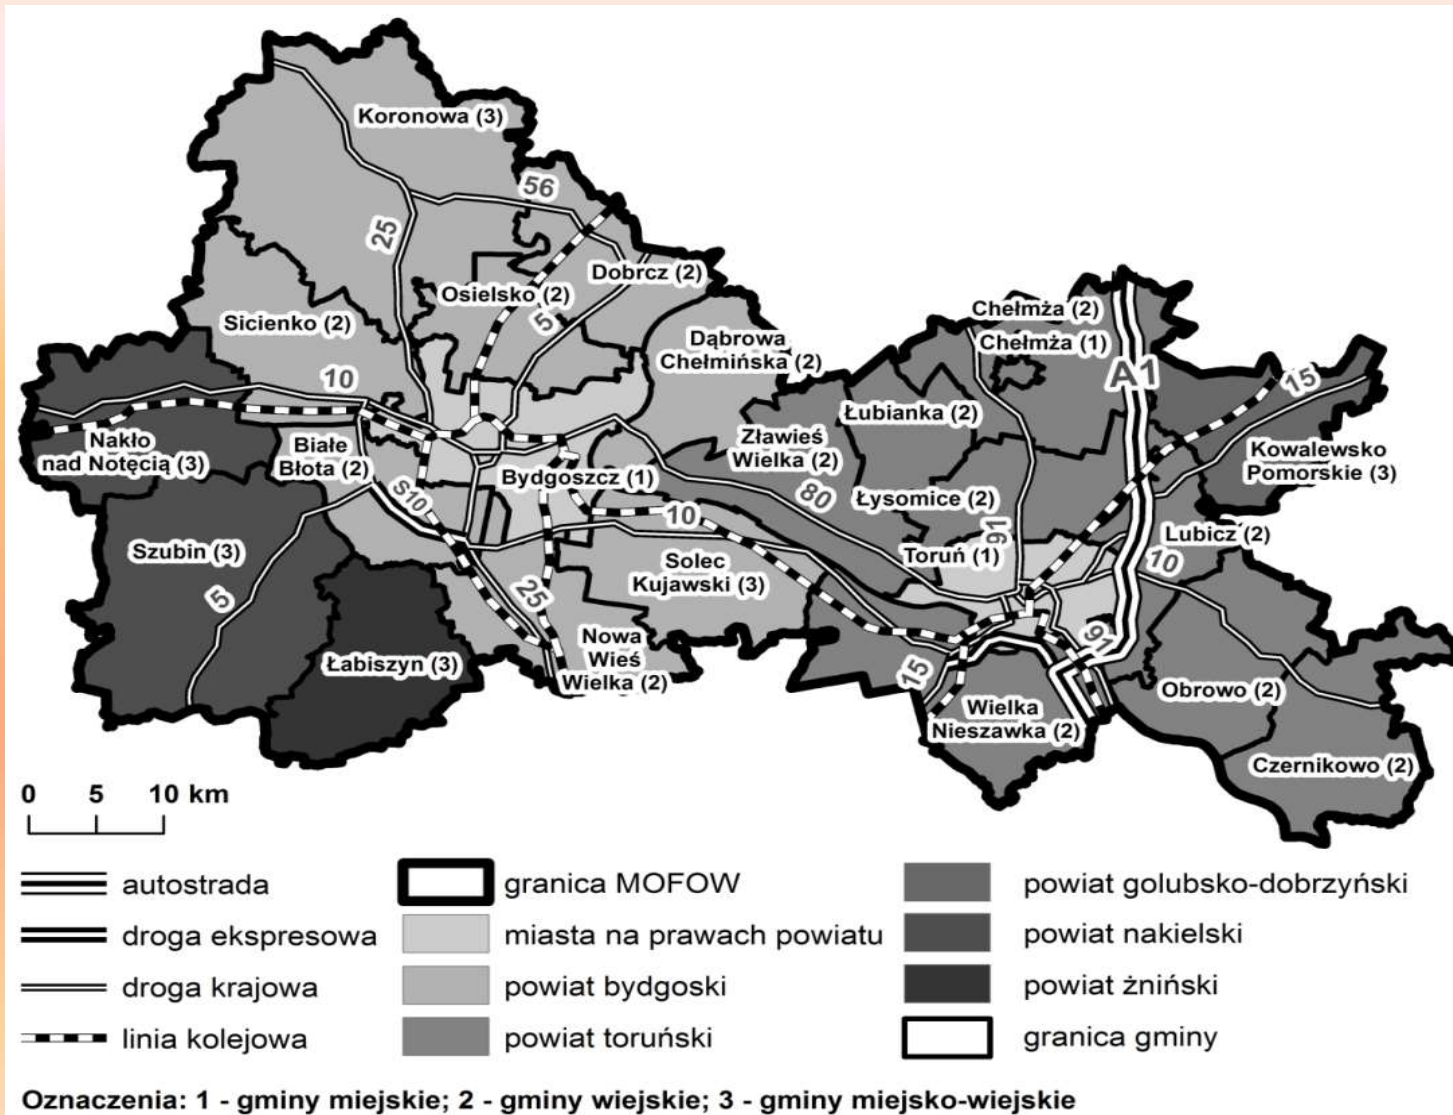 Koronowa (3)
56
25
Dobrcz (2)
Osielsko (2)
5
Sicienko (2)
Chełmża (2)
Chełmża (1)
Dąbrowa
Chełmińska (2)
A1
15
10
Łubianka (2)
Nakło
nad Notęcią (3)
Białe
Błota (2)
Zławieś
Wielka (2)
Kowalewsko
Pomorskie (3)
Bydgoszcz (1)
S10
80
Łysomice (2)
10
91
Lubicz (2)
Szubin (3)
Toruń (1)
10
Solec
Kujawski (3)
5
25
Nowa
Wieś
Wielka (2)
91
Łabiszyn (3)
15
Obrowo (2)
Wielka
Nieszawka (2)
Czernikowo (2)
0 5 10 km
autostrada
droga ekspresowa
droga krajowa
linia kolejowa
granica MOFOW
miasta na prawach powiatu
powiat bydgoski
powiat toruński
powiat golubsko-dobrzyński
powiat nakielski
powiat żniński
granica gminy
Oznaczenia: 1 - gminy miejskie; 2 - gminy wiejskie; 3 - gminy miejsko-wiejskie